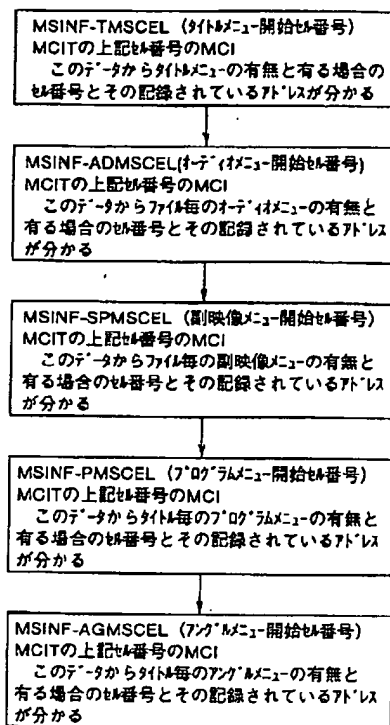 MSINF-TMSCEL (ﾀｲﾄﾙﾒﾆｭｰ開始ｾﾙ番号)
MCITの上記ｾﾙ番号のMCI
このﾃﾞｰﾀからﾀｲﾄﾙﾒﾆｭｰの有無と有る場合の
ｾﾙ番号とその記録されているｱﾄﾞﾚｽが分かる
MSINF-ADMSCEL(ｵｰﾃﾞｨｵﾒﾆｭｰ開始ｾﾙ番号)
MCITの上記ｾﾙ番号のMCI
このﾃﾞｰﾀからﾌｧｲﾙ毎のｵｰﾃﾞｨｵﾒﾆｭｰの有無と
有る場合のｾﾙ番号とその記録されているｱﾄﾞﾚｽ
が分かる
MSINF-SPMSCEL (副映像ﾒﾆｭｰ開始ｾﾙ番号)
MCITの上記ｾﾙ番号のMCI
このﾃﾞｰﾀからﾌｧｲﾙ毎の副映像ﾒﾆｭｰの有無と
有る場合のｾﾙ番号とその記録されているｱﾄﾞﾚｽ
が分かる
MSINF-PMSCEL (ﾌﾟﾛｸﾞﾗﾑﾒﾆｭｰ開始ｾﾙ番号)
MCITの上記ｾﾙ番号のMCI
このﾃﾞｰﾀからﾀｲﾄﾙ毎のﾌﾟﾛｸﾞﾗﾑﾒﾆｭｰの有無と
有る場合のｾﾙ番号とその記録されているｱﾄﾞﾚｽ
が分かる
MSINF-AGMSCEL (ｱﾝｸﾞﾙﾒﾆｭｰ開始ｾﾙ番号)
MCITの上記ｾﾙ番号のMCI
このﾃﾞｰﾀからﾀｲﾄﾙ毎のｱﾝｸﾞﾙﾒﾆｭｰの有無と
有る場合のｾﾙ番号とその記録されているｱﾄﾞﾚｽ
が分かる